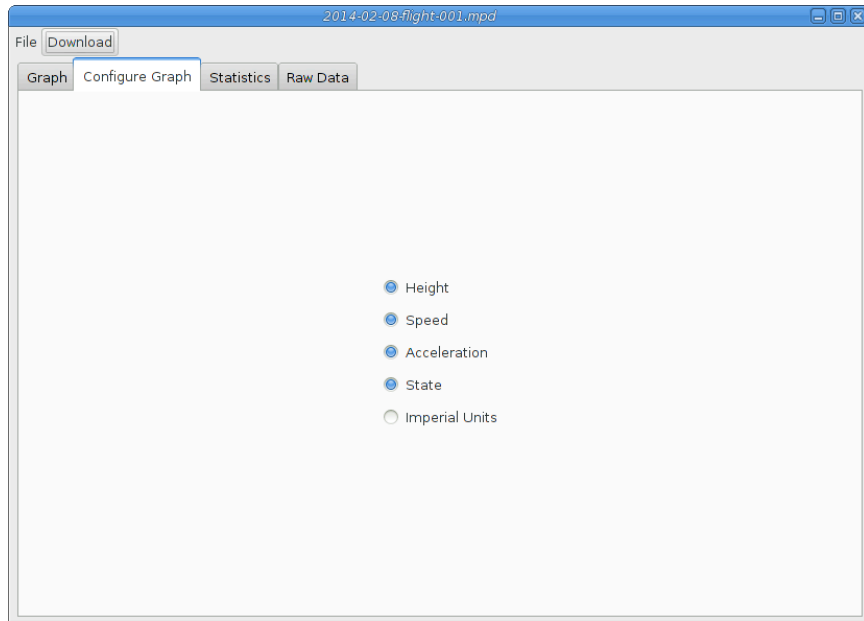 2014-02-08-flight-001.mpd
File Download
Graph Configure Graph Statistics Raw Data
Height
Speed
Acceleration
State
Imperial Units